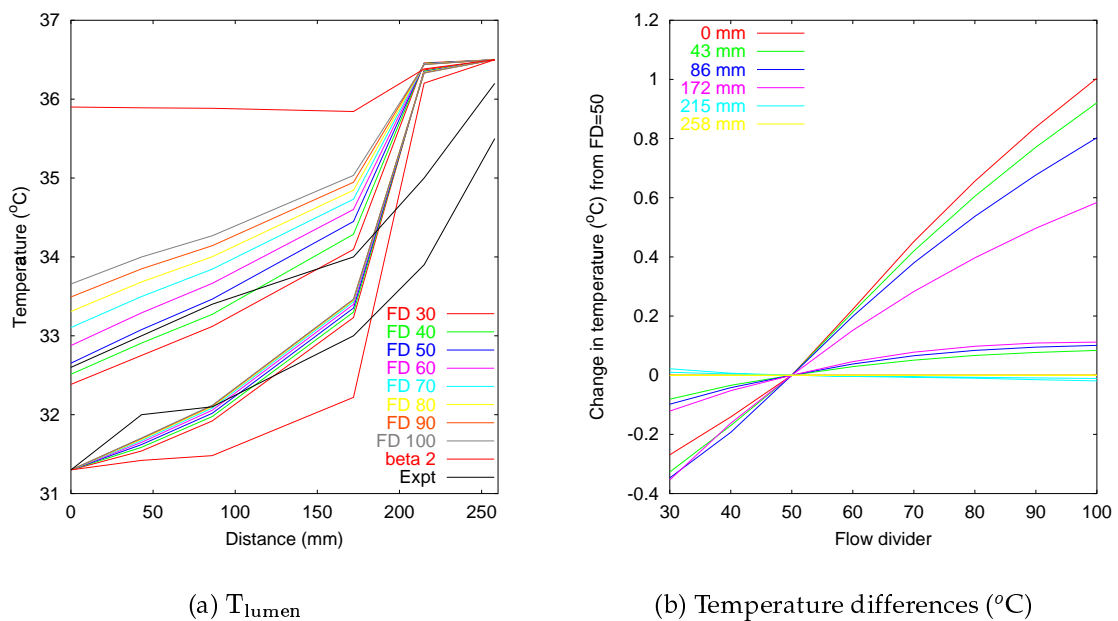 37
36
35
34
33
32
31
Temperature (°C)
0
50
100
150
200
250
Distance (mm)
FD 30
FD 40
FD 50
FD 60
FD 70
FD 80
FD 90
FD 100
beta 2
Expt
(a) Tlumen
1.2
1
0.8
0.6
0.4
0.2
0
-0.2
-0.4
Change in temperature (°C) from FD=50
30
40
50
60
70
80
90
100
Flow divider
0 mm
43 mm
86 mm
172 mm
215 mm
258 mm
(b) Temperature differences (°C)